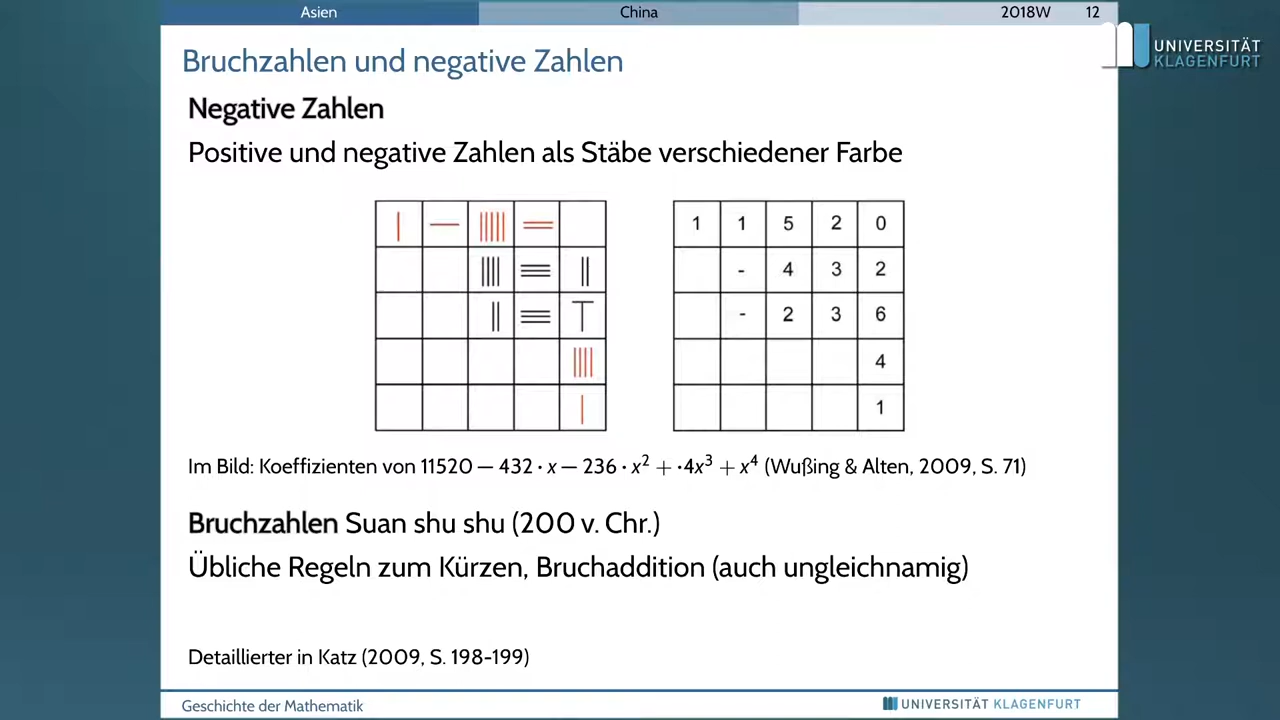 Asien China 2018W 12
UNIVERSITÄT
KLAGENFURT
Bruchzahlen und negative Zahlen
Negative Zahlen
Positive und negative Zahlen als Stäbe verschiedener Farbe
1 1 5 2 0
- 4 3 2
- 2 3 6
4
1
Im Bild: Koeffizienten von 11520 − 432 · x − 236 · x² + ·4x³ + x⁴ (Wußing & Alten, 2009, S. 71)
Bruchzahlen Suan shu shu (200 v. Chr.)
Übliche Regeln zum Kürzen, Bruchaddition (auch ungleichnamig)
Detaillierter in Katz (2009, S. 198-199)
Geschichte der Mathematik UNIVERSITÄT KLAGENFURT